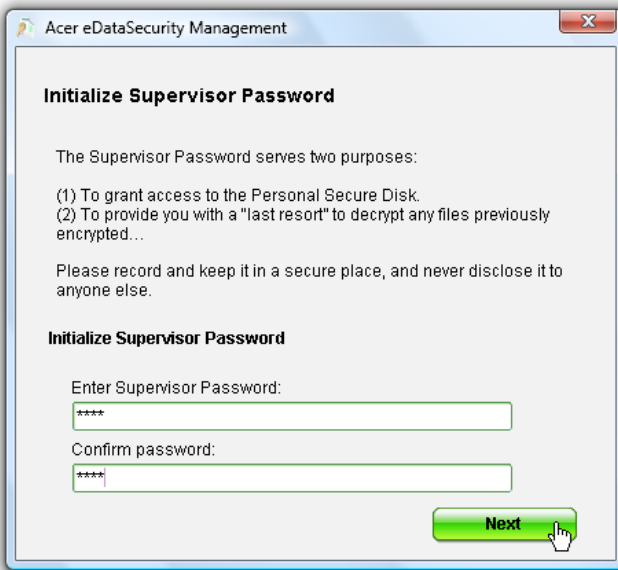 Acer eDataSecurity Management
Initialize Supervisor Password
The Supervisor Password serves two purposes:
(1) To grant access to the Personal Secure Disk.
(2) To provide you with a "last resort" to decrypt any files previously
encrypted...
Please record and keep it in a secure place, and never disclose it to
anyone else.
Initialize Supervisor Password
Enter Supervisor Password:
****
Confirm password:
****
Next